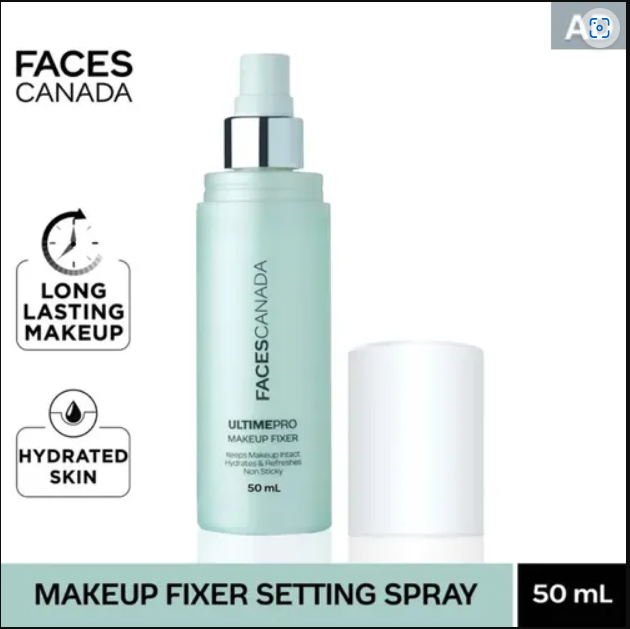 FACES
CANADA
LONG
LASTING
MAKEUP
HYDRATED
SKIN
FACESCANADA
ULTIMEPRO
MAKEUP FIXER
Keeps Makeup Intact
Hydrates & Refreshes
Non Sticky
50 mL
MAKEUP FIXER SETTING SPRAY
50 mL